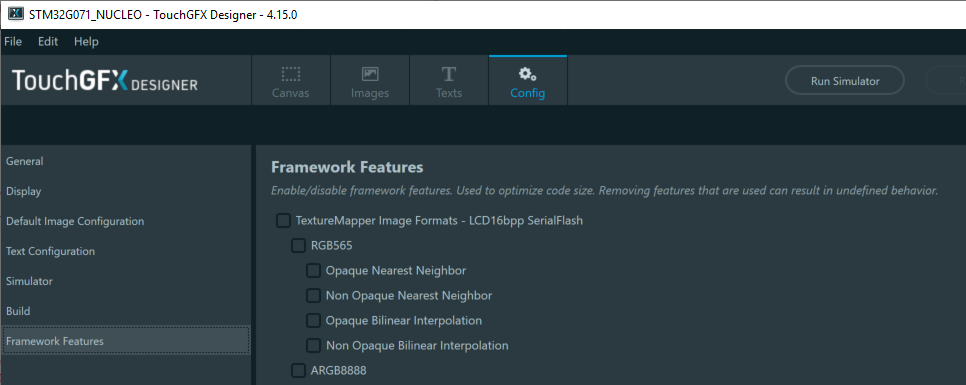 STM32G071_NUCLEO - TouchGFX Designer - 4.15.0
File Edit Help
TouchGFX DESIGNER
Canvas Images Texts Config Run Simulator
General
Display
Default Image Configuration
Text Configuration
Simulator
Build
Framework Features
Framework Features
Enable/disable framework features. Used to optimize code size. Removing features that are used can result in undefined behavior.
TextureMapper Image Formats - LCD16bpp SerialFlash
RGB565
Opaque Nearest Neighbor
Non Opaque Nearest Neighbor
Opaque Bilinear Interpolation
Non Opaque Bilinear Interpolation
ARGB8888